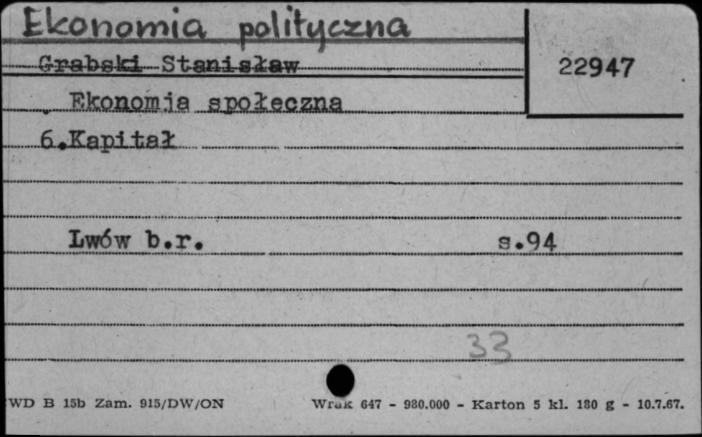 Ekonomia polityczna
Grabski Stanisław
22947
Ekonomia społeczna
6.Kapitał
Lwów b.r. s.94
33
WD B 15b Zam. 915/DW/ON Wrak 647 - 980.000 - Karton 5 kl. 180 g - 10.7.67.